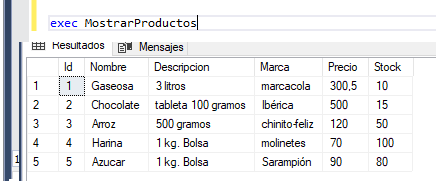 exec MostrarProductos
Resultados Mensajes
Id Nombre Descripcion Marca Precio Stock
1 1 Gaseosa 3 litros marcacola 300,5 10
2 2 Chocolate tableta 100 gramos Ibérica 500 15
3 3 Arroz 500 gramos chinito-feliz 120 50
4 4 Harina 1 kg. Bolsa molinetes 70 100
5 5 Azucar 1 kg. Bolsa Sarampión 90 80
1